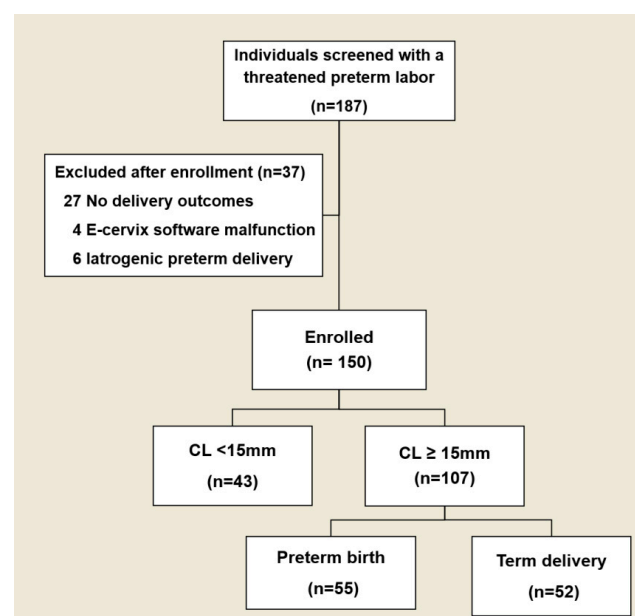 Individuals screened with a
threatened preterm labor
(n=187)
Excluded after enrollment (n=37)
27 No delivery outcomes
4 E-cervix software malfunction
6 Iatrogenic preterm delivery
Enrolled
(n= 150)
CL <15mm
(n=43)
CL ≥ 15mm
(n=107)
Preterm birth
(n=55)
Term delivery
(n=52)